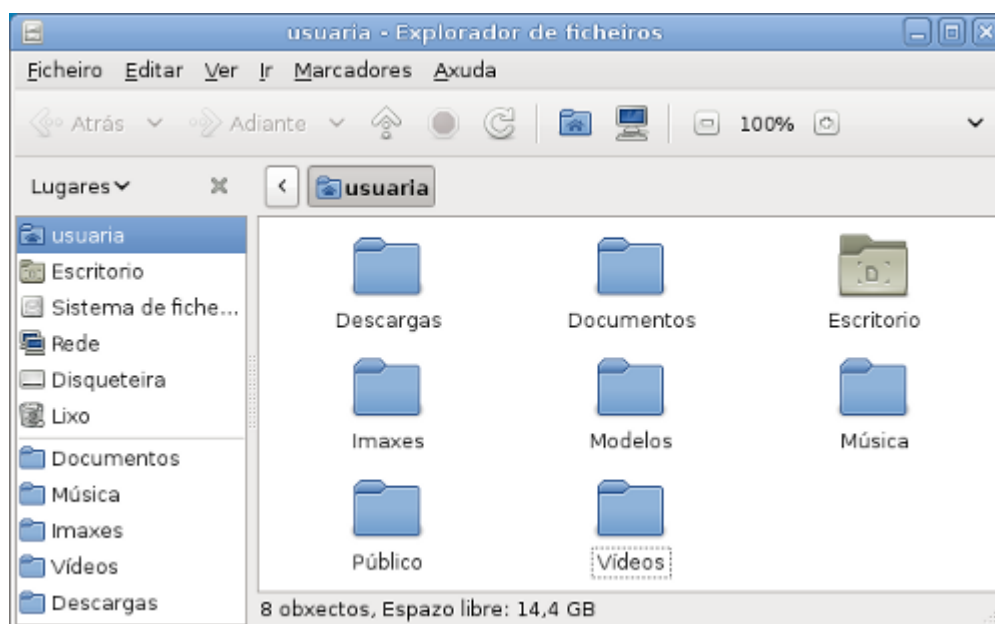 usuaria - Explorador de ficheiros
Ficheiro Editar Ver Ir Marcadores Axuda
Atrás Adiante 100%
Lugares usuaria
usuaria
Escritorio
Sistema de fiche...
Rede
Disqueteira
Lixo
Documentos
Música
Imaxes
Vídeos
Descargas
Descargas Documentos Escritorio
Imaxes Modelos Música
Público Vídeos
8 obxectos, Espazo libre: 14,4 GB